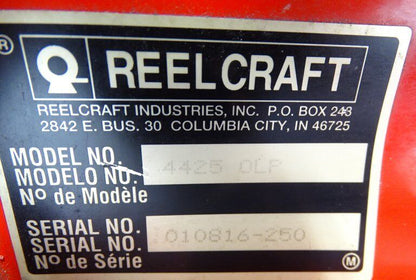 ® REELCRAFT
REELCRAFT INDUSTRIES, INC. P.O. BOX 248
2842 E. BUS. 30 COLUMBIA CITY, IN 46725
MODEL NO. 4425 OLP
MODELO NO.
Nº de Modèle
SERIAL NO. 010816-250
SERIAL NO.
Nº de Série
M